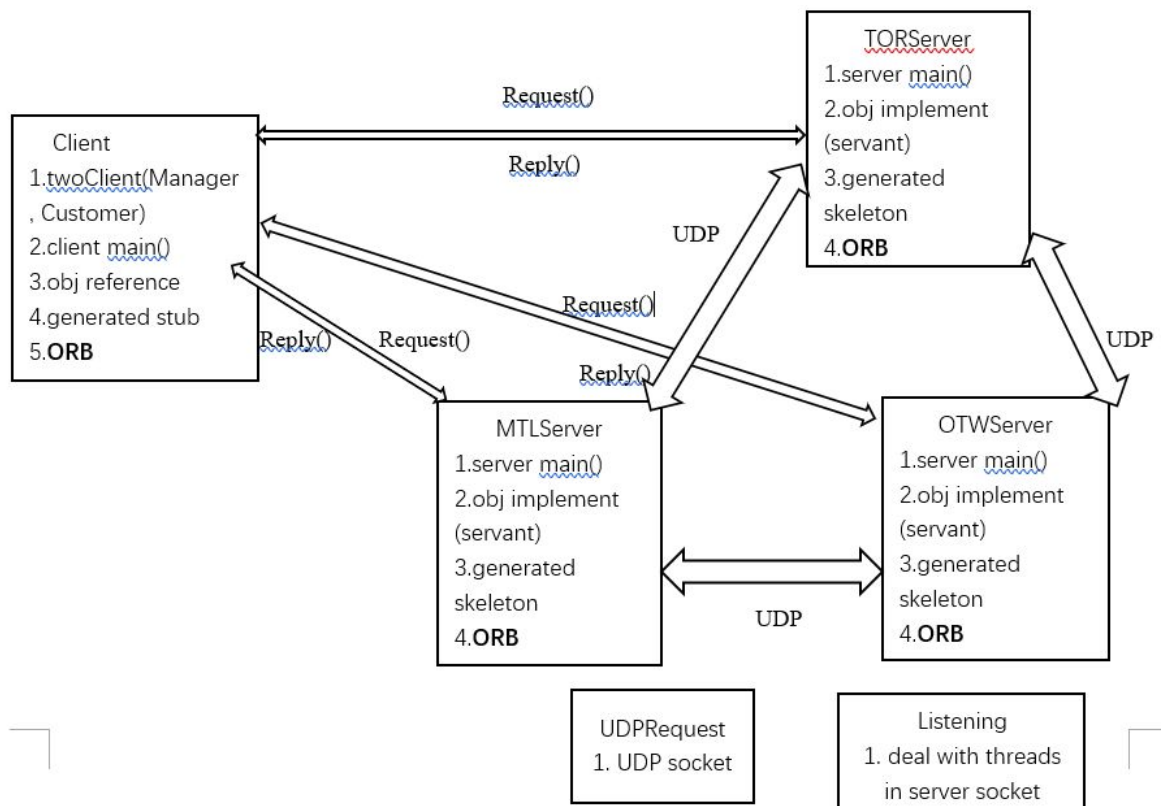 TORServer
1.server main()
2.obj implement
(servant)
3.generated
skeleton
4.ORB
Request()
Reply()
Client
1.twoClient(Manager
, Customer)
2.client main()
3.obj reference
4.generated stub
5.ORB
UDP
Request()
Reply()
Reply()
Request()
UDP
MTLServer
1.server main()
2.obj implement
(servant)
3.generated
skeleton
4.ORB
OTWServer
1.server main()
2.obj implement
(servant)
3.generated
skeleton
4.ORB
UDP
UDPRequest
1. UDP socket
Listening
1. deal with threads
in server socket